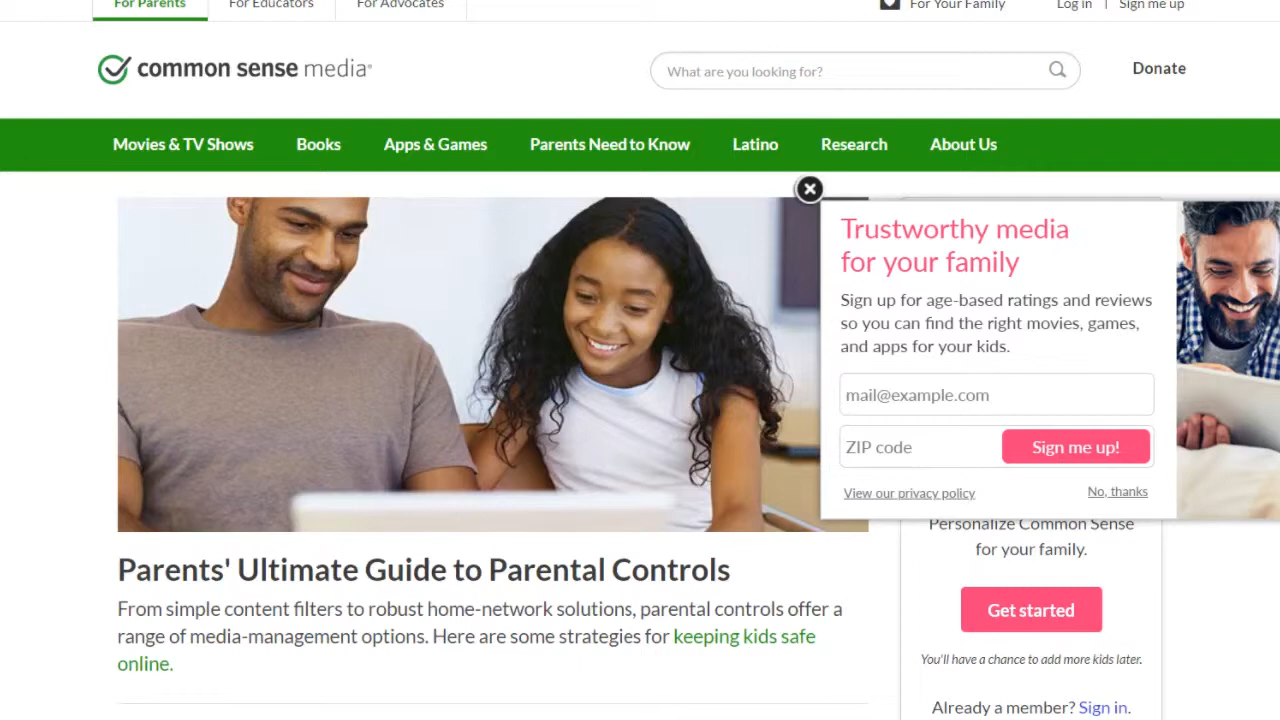 For Parents
For Educators
For Advocates
For Your Family
Log in
Sign me up
common sense media®
What are you looking for?
Donate
Movies & TV Shows
Books
Apps & Games
Parents Need to Know
Latino
Research
About Us
Trustworthy media
for your family
Sign up for age-based ratings and reviews
so you can find the right movies, games,
and apps for your kids.
mail@example.com
ZIP code
Sign me up!
View our privacy policy
No, thanks
Parents' Ultimate Guide to Parental Controls
From simple content filters to robust home-network solutions, parental controls offer a
range of media-management options. Here are some strategies for keeping kids safe
online.
Personalize Common Sense
for your family.
Get started
You'll have a chance to add more kids later.
Already a member? Sign in.